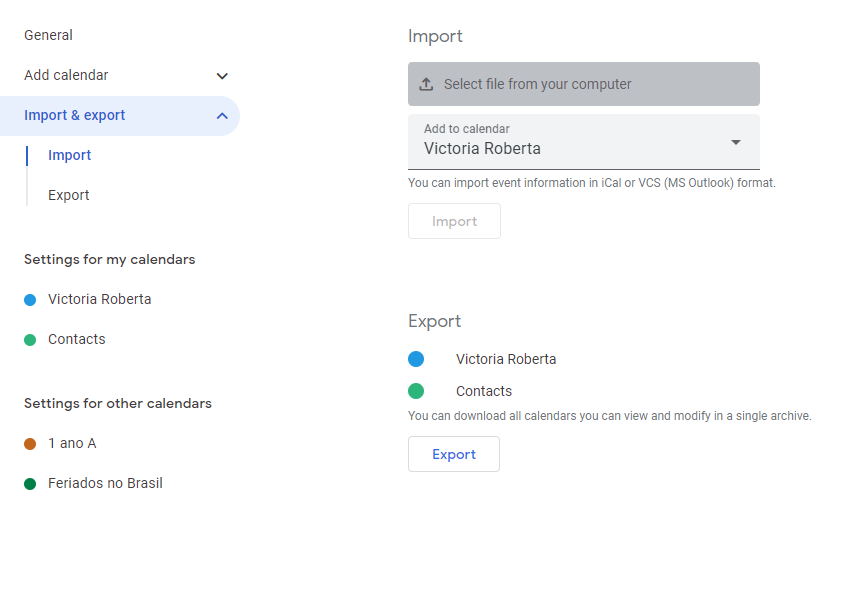 General
Add calendar
Import & export
Import
Export
Settings for my calendars
Victoria Roberta
Contacts
Settings for other calendars
1 ano A
Feriados no Brasil
Import
Select file from your computer
Add to calendar
Victoria Roberta
You can import event information in iCal or VCS (MS Outlook) format.
Import
Export
Victoria Roberta
Contacts
You can download all calendars you can view and modify in a single archive.
Export